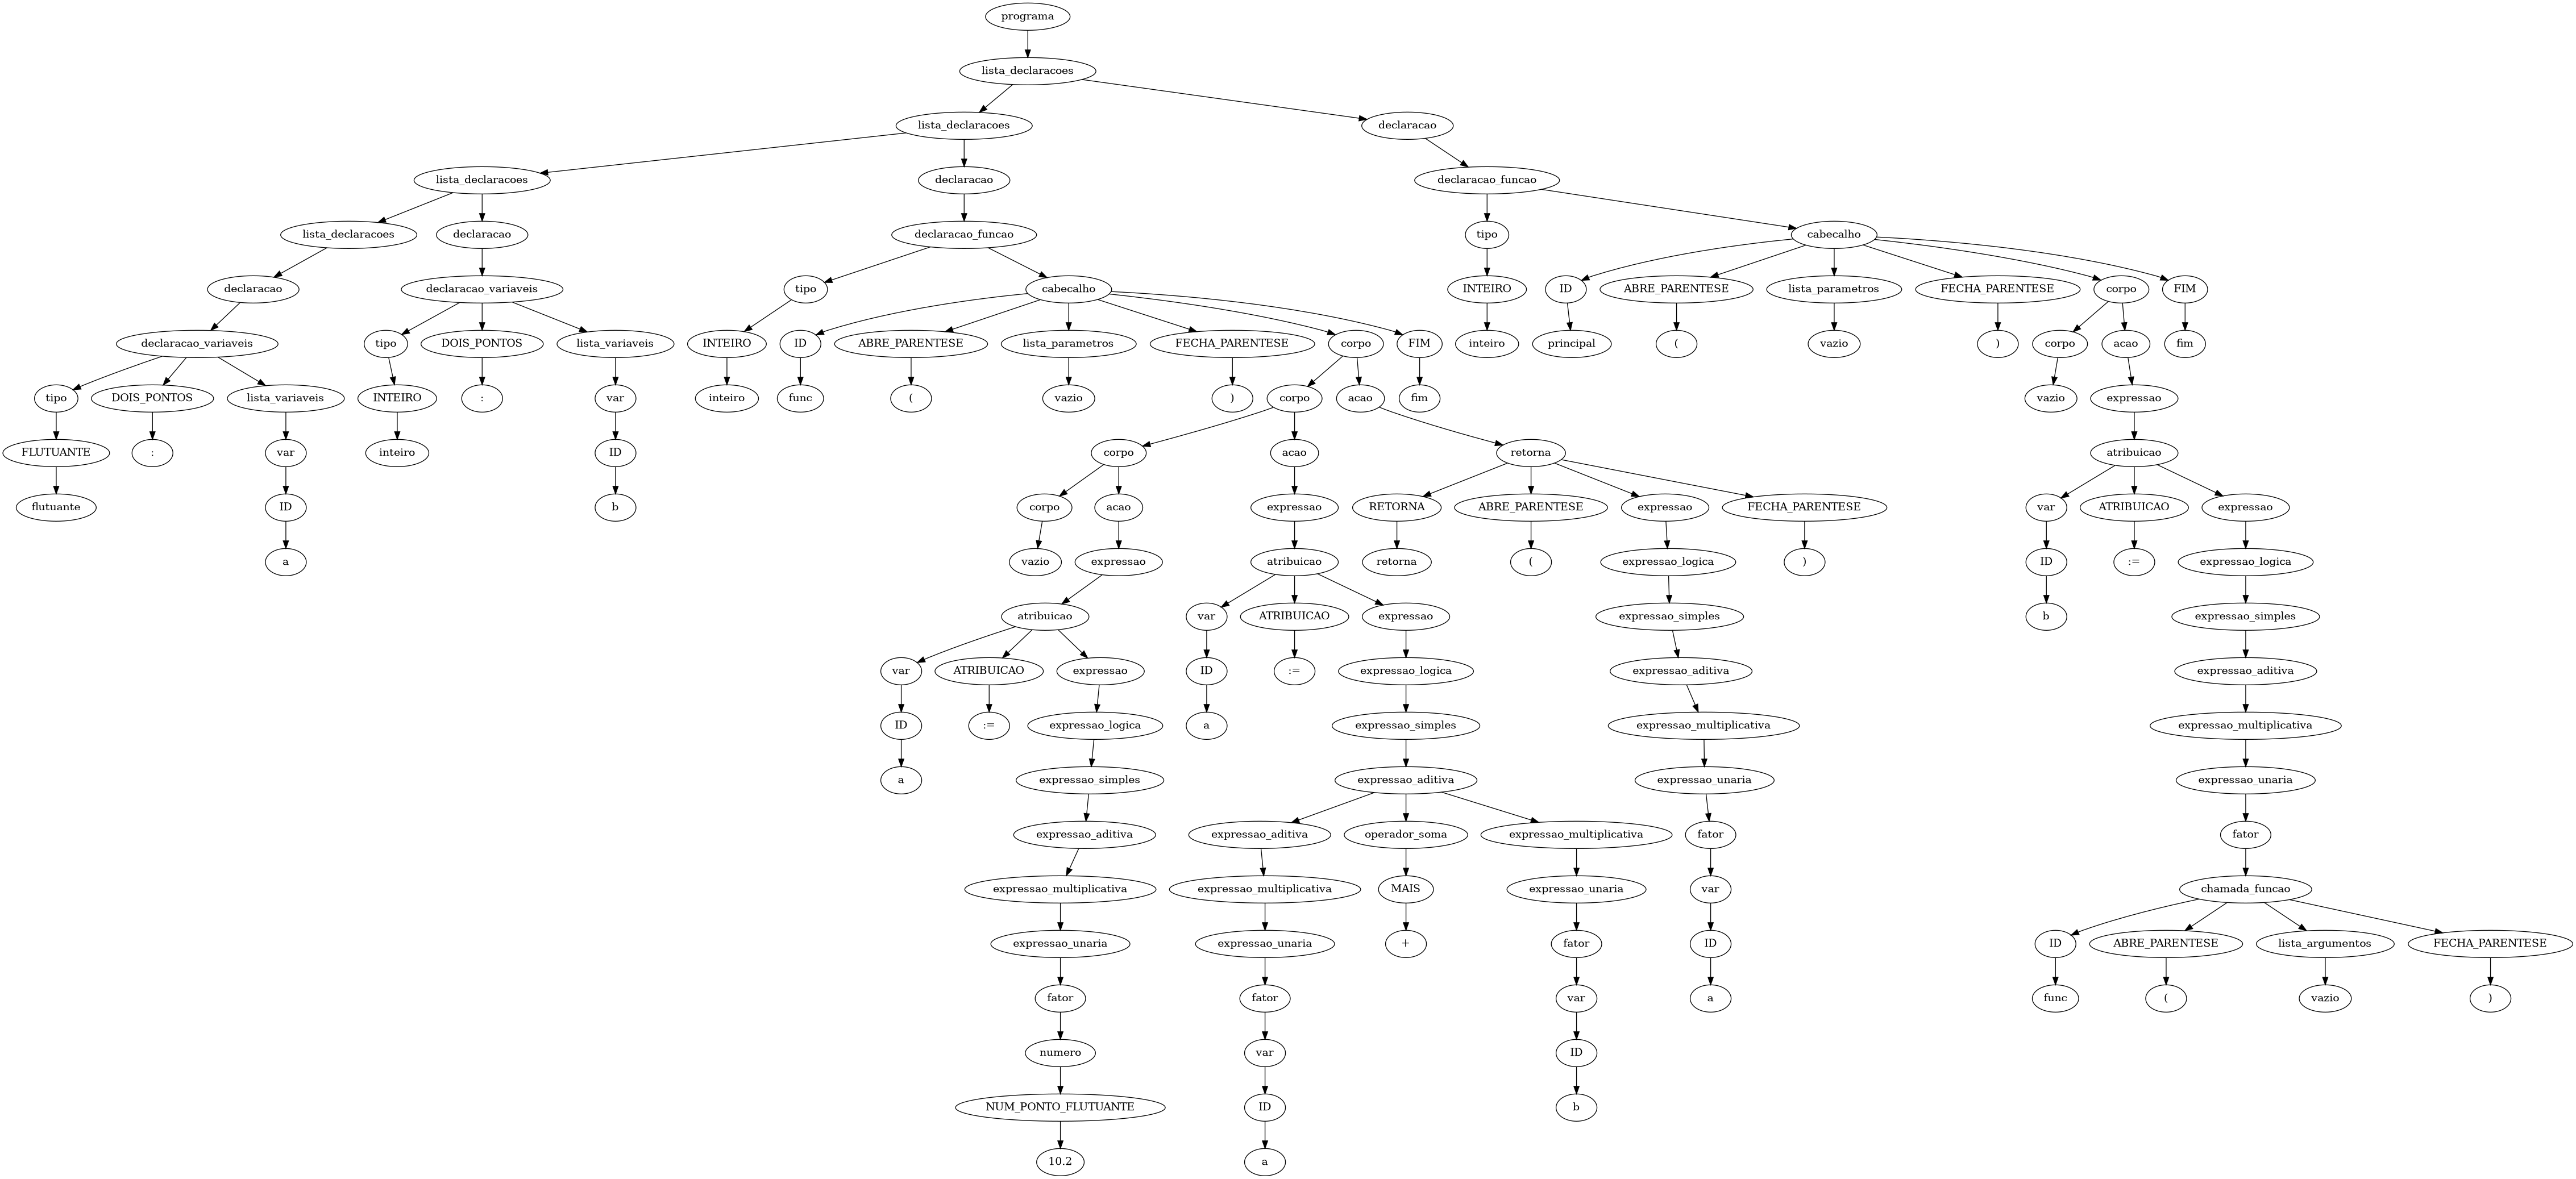 programa
lista_declaracoes
lista_declaracoes declaracao
lista_declaracoes declaracao declaracao_funcao
lista_declaracoes declaracao declaracao_funcao tipo cabecalho
declaracao declaracao_variaveis tipo cabecalho INTEIRO ID ABRE_PARENTESE lista_parametros FECHA_PARENTESE corpo FIM
declaracao_variaveis tipo DOIS_PONTOS lista_variaveis INTEIRO ID ABRE_PARENTESE lista_parametros FECHA_PARENTESE corpo FIM inteiro principal ( vazio ) corpo acao fim
tipo DOIS_PONTOS lista_variaveis INTEIRO : var inteiro func ( vazio ) corpo acao fim vazio expressao
FLUTUANTE : var inteiro ID corpo acao retorna atribuicao
flutuante ID b corpo acao expressao RETORNA ABRE_PARENTESE expressao FECHA_PARENTESE var ATRIBUICAO expressao
a vazio expressao atribuicao retorna ( expressao_logica ) ID := expressao_logica
atribuicao var ATRIBUICAO expressao expressao_simples b expressao_simples
var ATRIBUICAO expressao ID := expressao_logica expressao_aditiva expressao_aditiva
ID := expressao_logica a expressao_simples expressao_multiplicativa expressao_multiplicativa
a expressao_simples expressao_aditiva expressao_unaria expressao_unaria
expressao_aditiva expressao_aditiva operador_soma expressao_multiplicativa fator fator
expressao_multiplicativa expressao_multiplicativa MAIS expressao_unaria var chamada_funcao
expressao_unaria expressao_unaria + fator ID ID ABRE_PARENTESE lista_argumentos FECHA_PARENTESE
fator fator var a func ( vazio )
numero var ID
NUM_PONTO_FLUTUANTE ID b
10.2 a